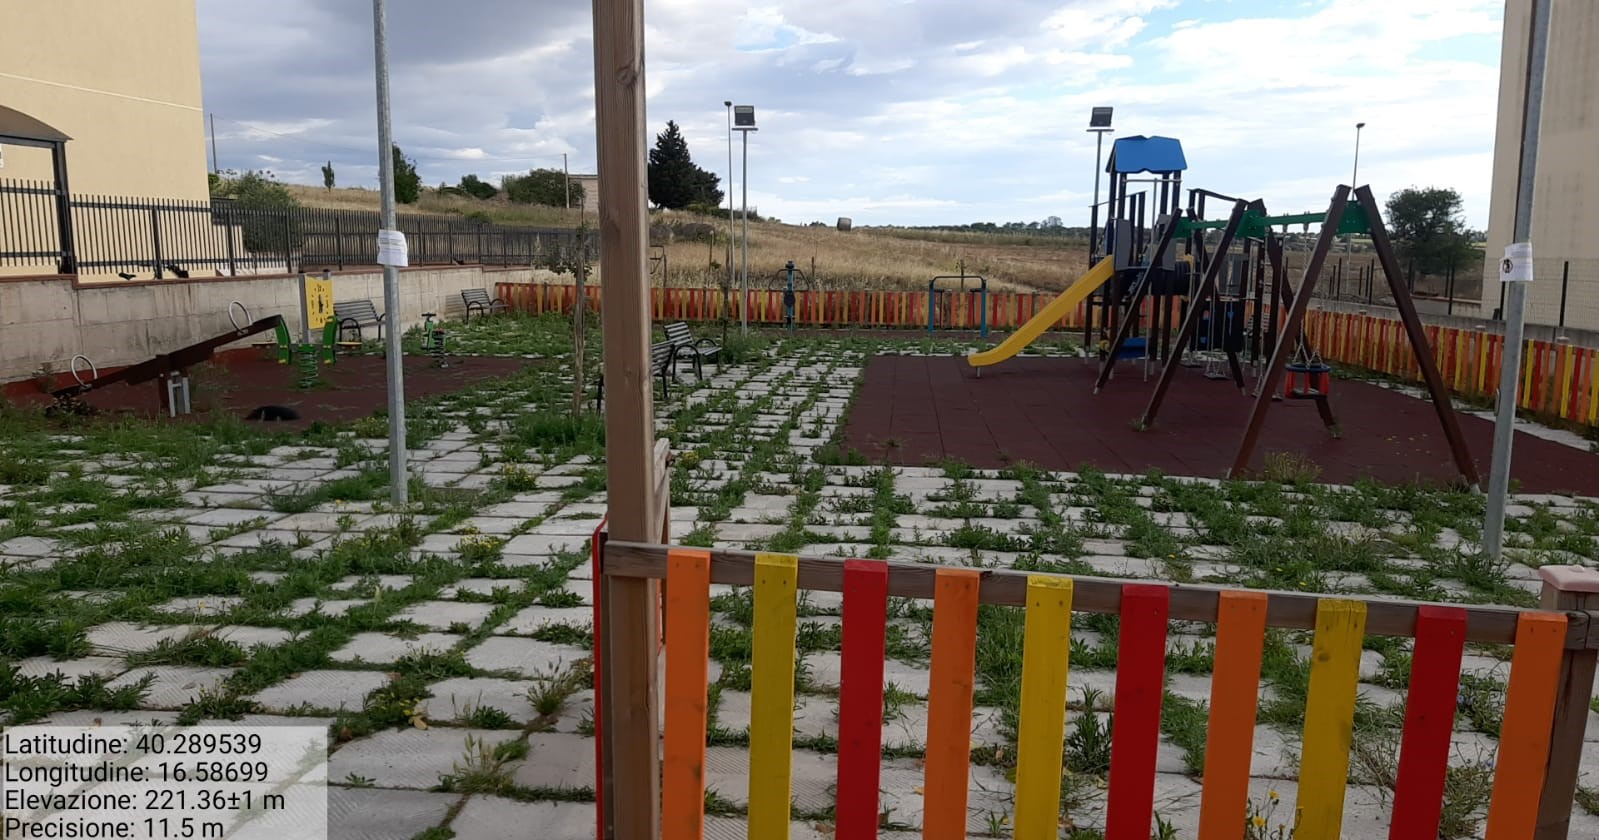 Latitudine: 40.289539
Longitudine: 16.58699
Elevazione: 221.36±1 m
Precisione: 11.5 m